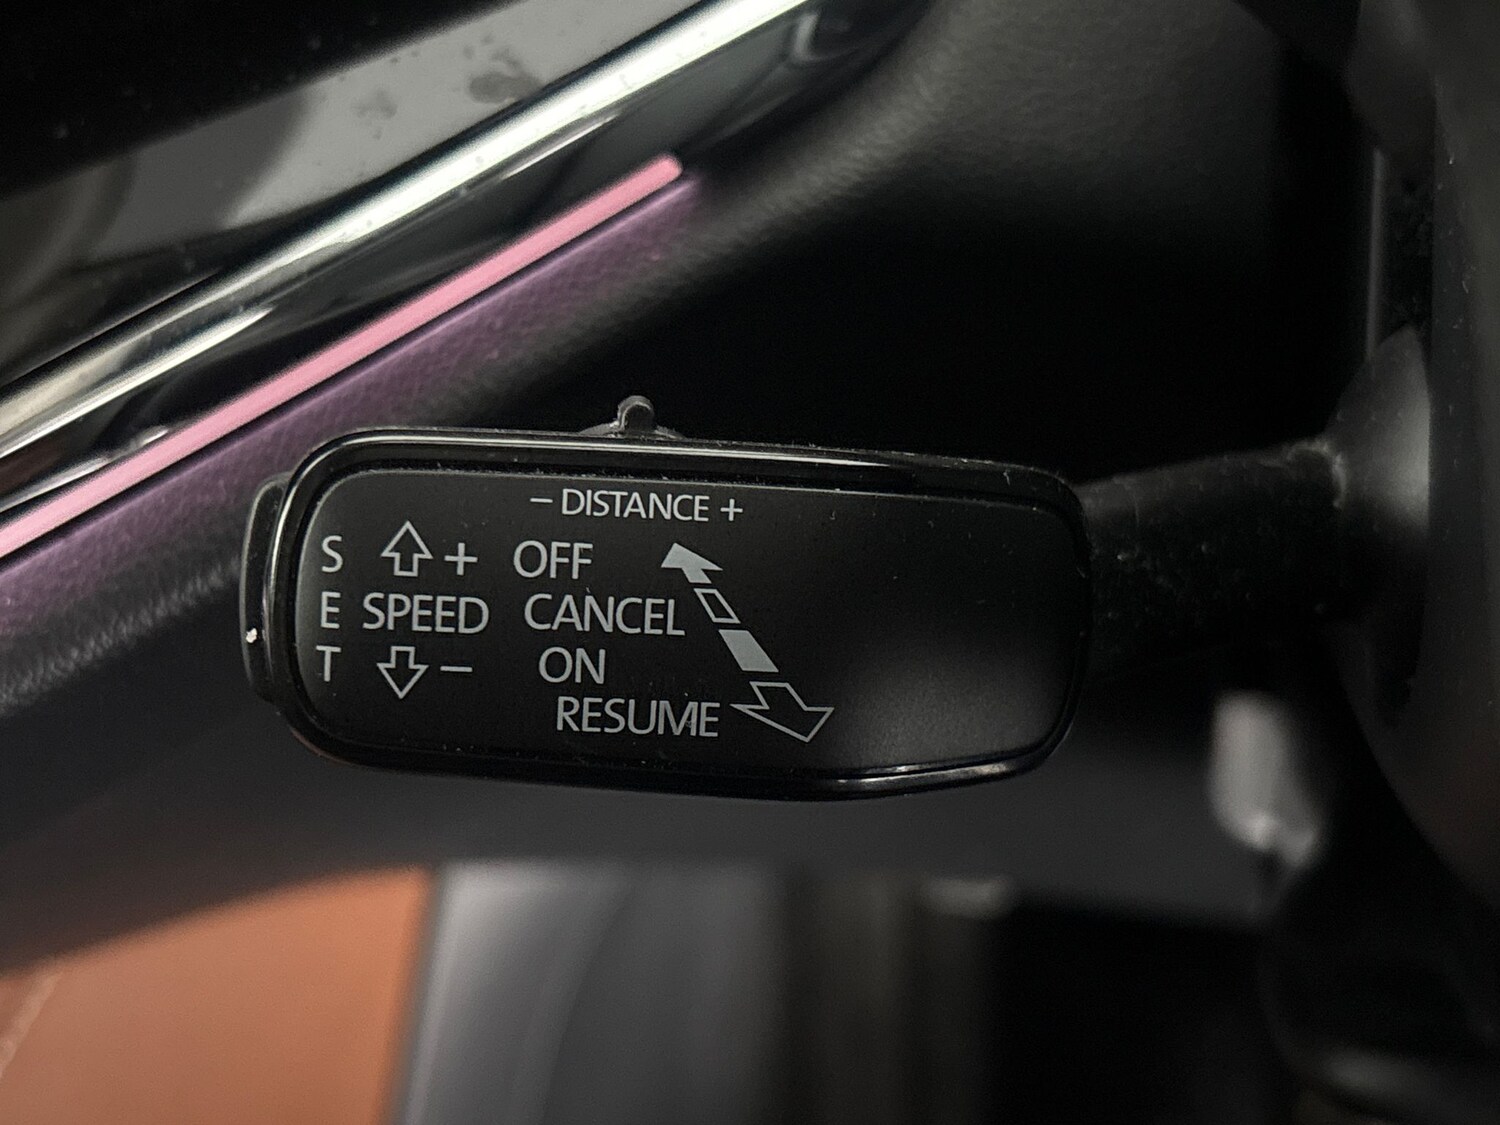 − DISTANCE +
S + OFF
E SPEED CANCEL
T − ON
RESUME